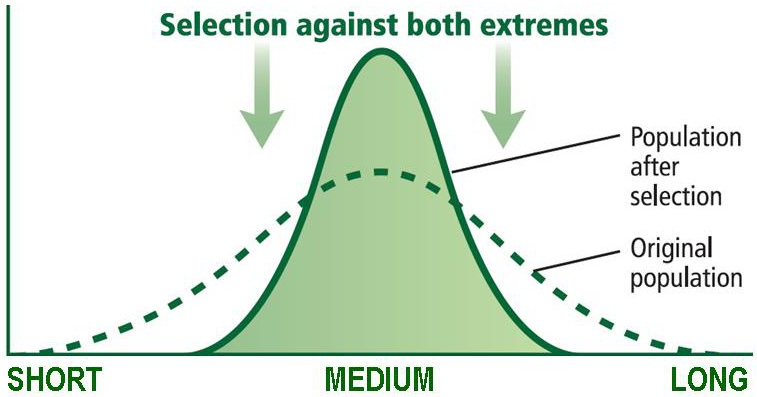 Selection against both extremes
Population
after
selection
Original
population
SHORT
MEDIUM
LONG